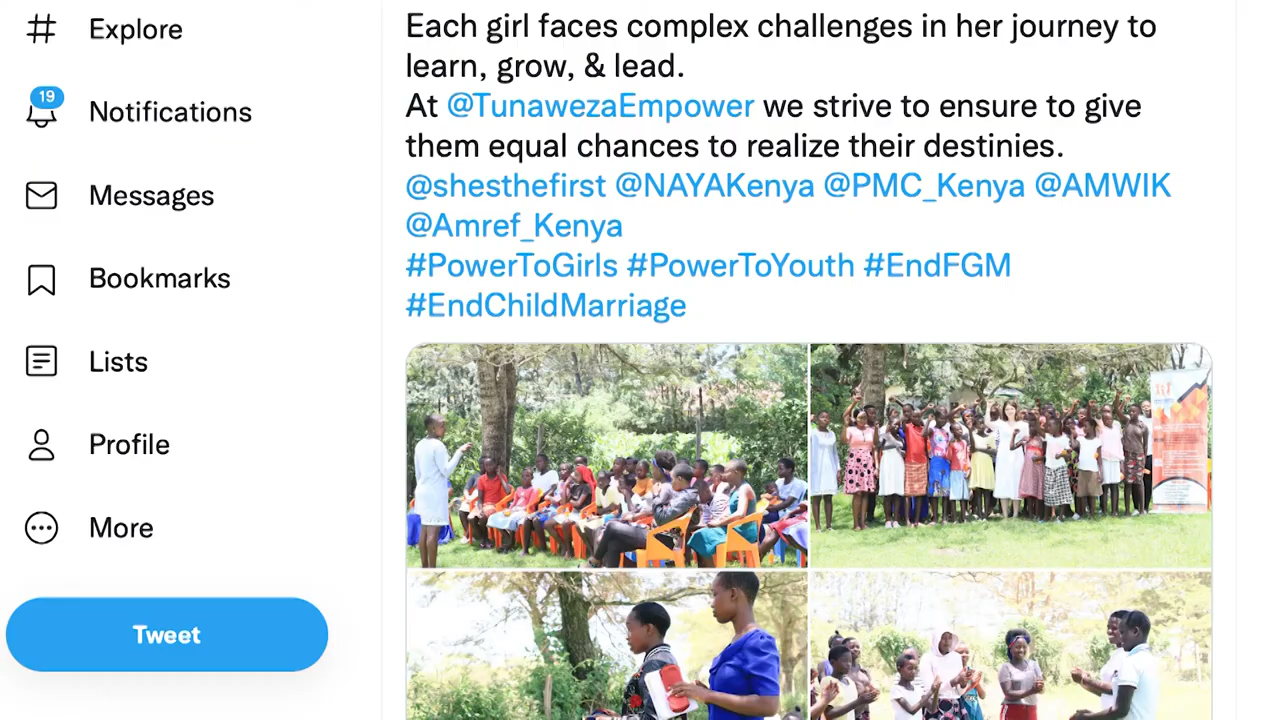 Explore
19
Notifications
Messages
Bookmarks
Lists
Profile
More
Tweet
Each girl faces complex challenges in her journey to
learn, grow, & lead.
At @TunawezaEmpower we strive to ensure to give
them equal chances to realize their destinies.
@shesthefirst @NAYAKenya @PMC_Kenya @AMWIK
@Amref_Kenya
#PowerToGirls #PowerToYouth #EndFGM
#EndChildMarriage